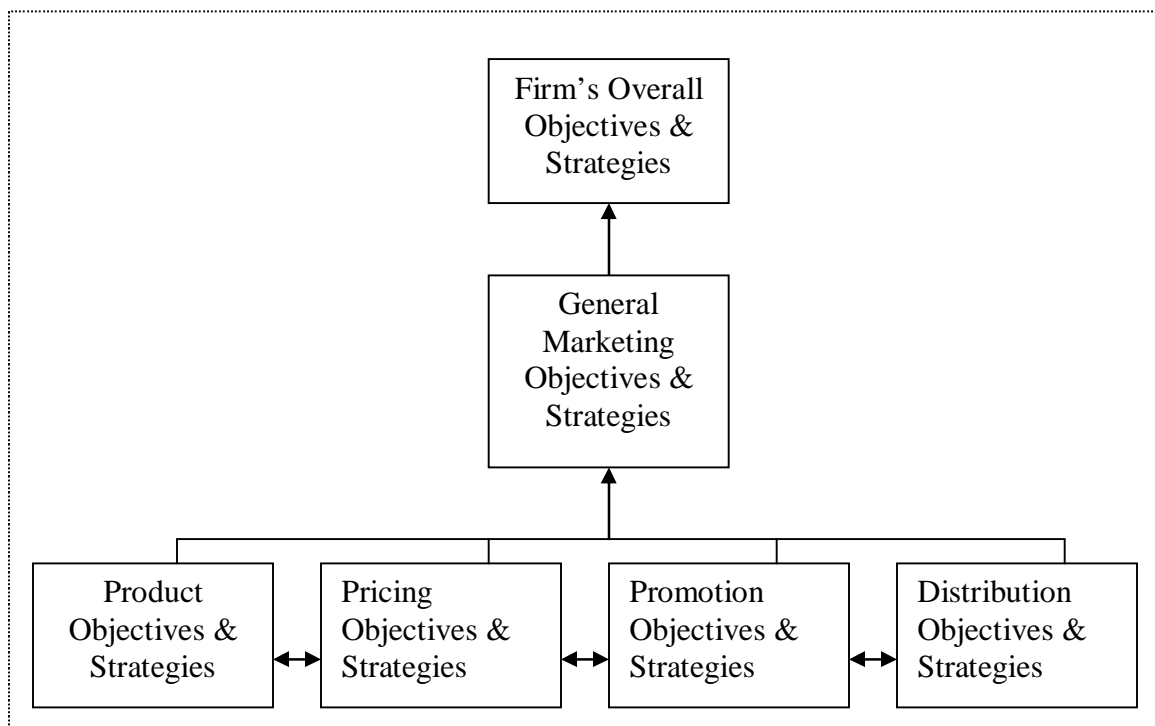 Firm’s Overall
Objectives &
Strategies
General
Marketing
Objectives &
Strategies
Product
Objectives &
Strategies
Pricing
Objectives &
Strategies
Promotion
Objectives &
Strategies
Distribution
Objectives &
Strategies